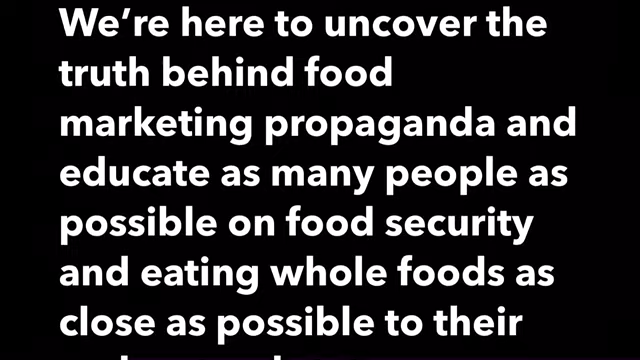 We’re here to uncover the
truth behind food
marketing propaganda and
educate as many people as
possible on food security
and eating whole foods as
close as possible to their